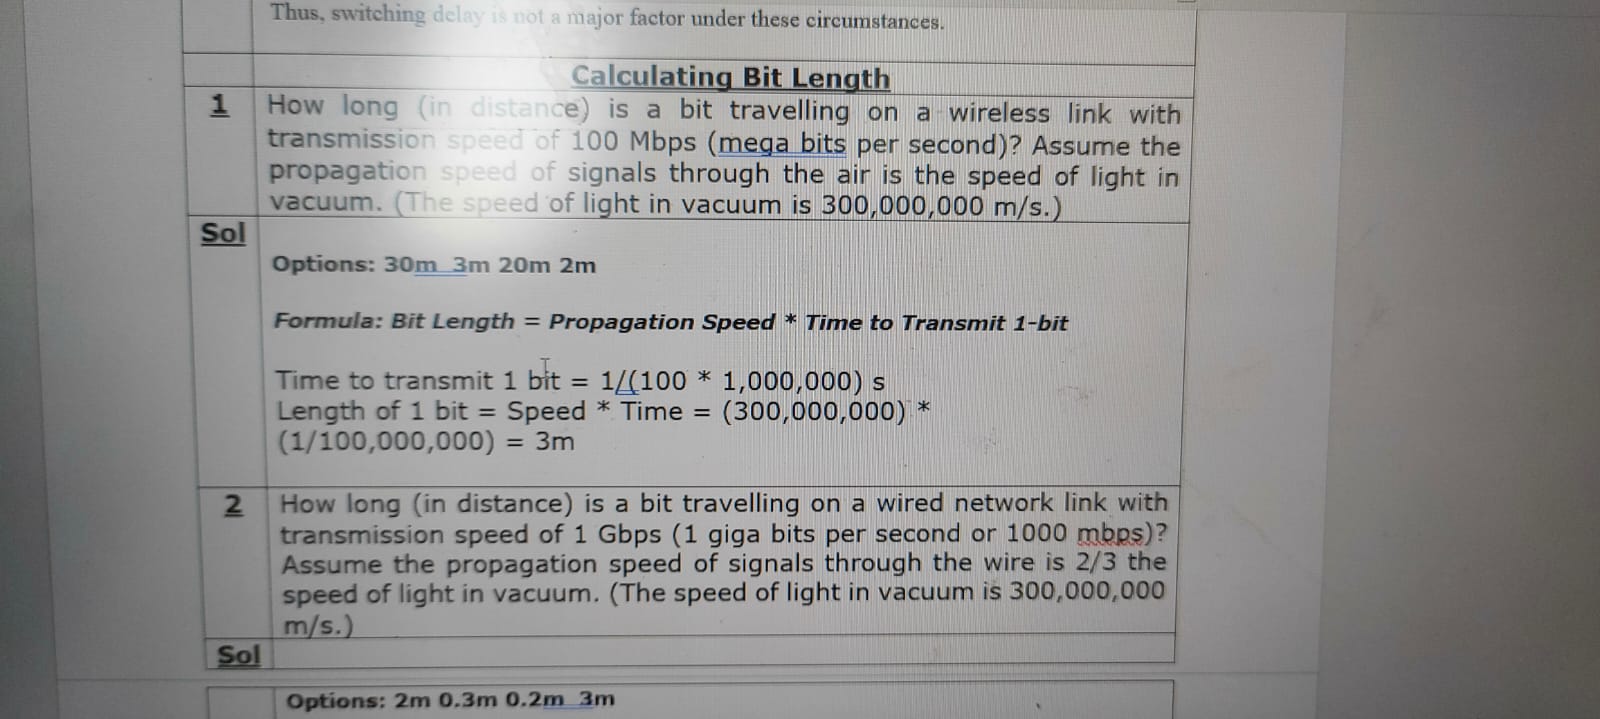 Thus, switching delay is not a major factor under these circumstances.
Calculating Bit Length
1 How long (in distance) is a bit travelling on a wireless link with
transmission speed of 100 Mbps (mega bits per second)? Assume the
propagation speed of signals through the air is the speed of light in
vacuum. (The speed of light in vacuum is 300,000,000 m/s.)
Sol
Options: 30m 3m 20m 2m
Formula: Bit Length = Propagation Speed * Time to Transmit 1-bit
Time to transmit 1 bit = 1/(100 * 1,000,000) s
Length of 1 bit = Speed * Time = (300,000,000) *
(1/100,000,000) = 3m
2 How long (in distance) is a bit travelling on a wired network link with
transmission speed of 1 Gbps (1 giga bits per second or 1000 mbps)?
Assume the propagation speed of signals through the wire is 2/3 the
speed of light in vacuum. (The speed of light in vacuum is 300,000,000
m/s.)
Sol
Options: 2m 0.3m 0.2m 3m